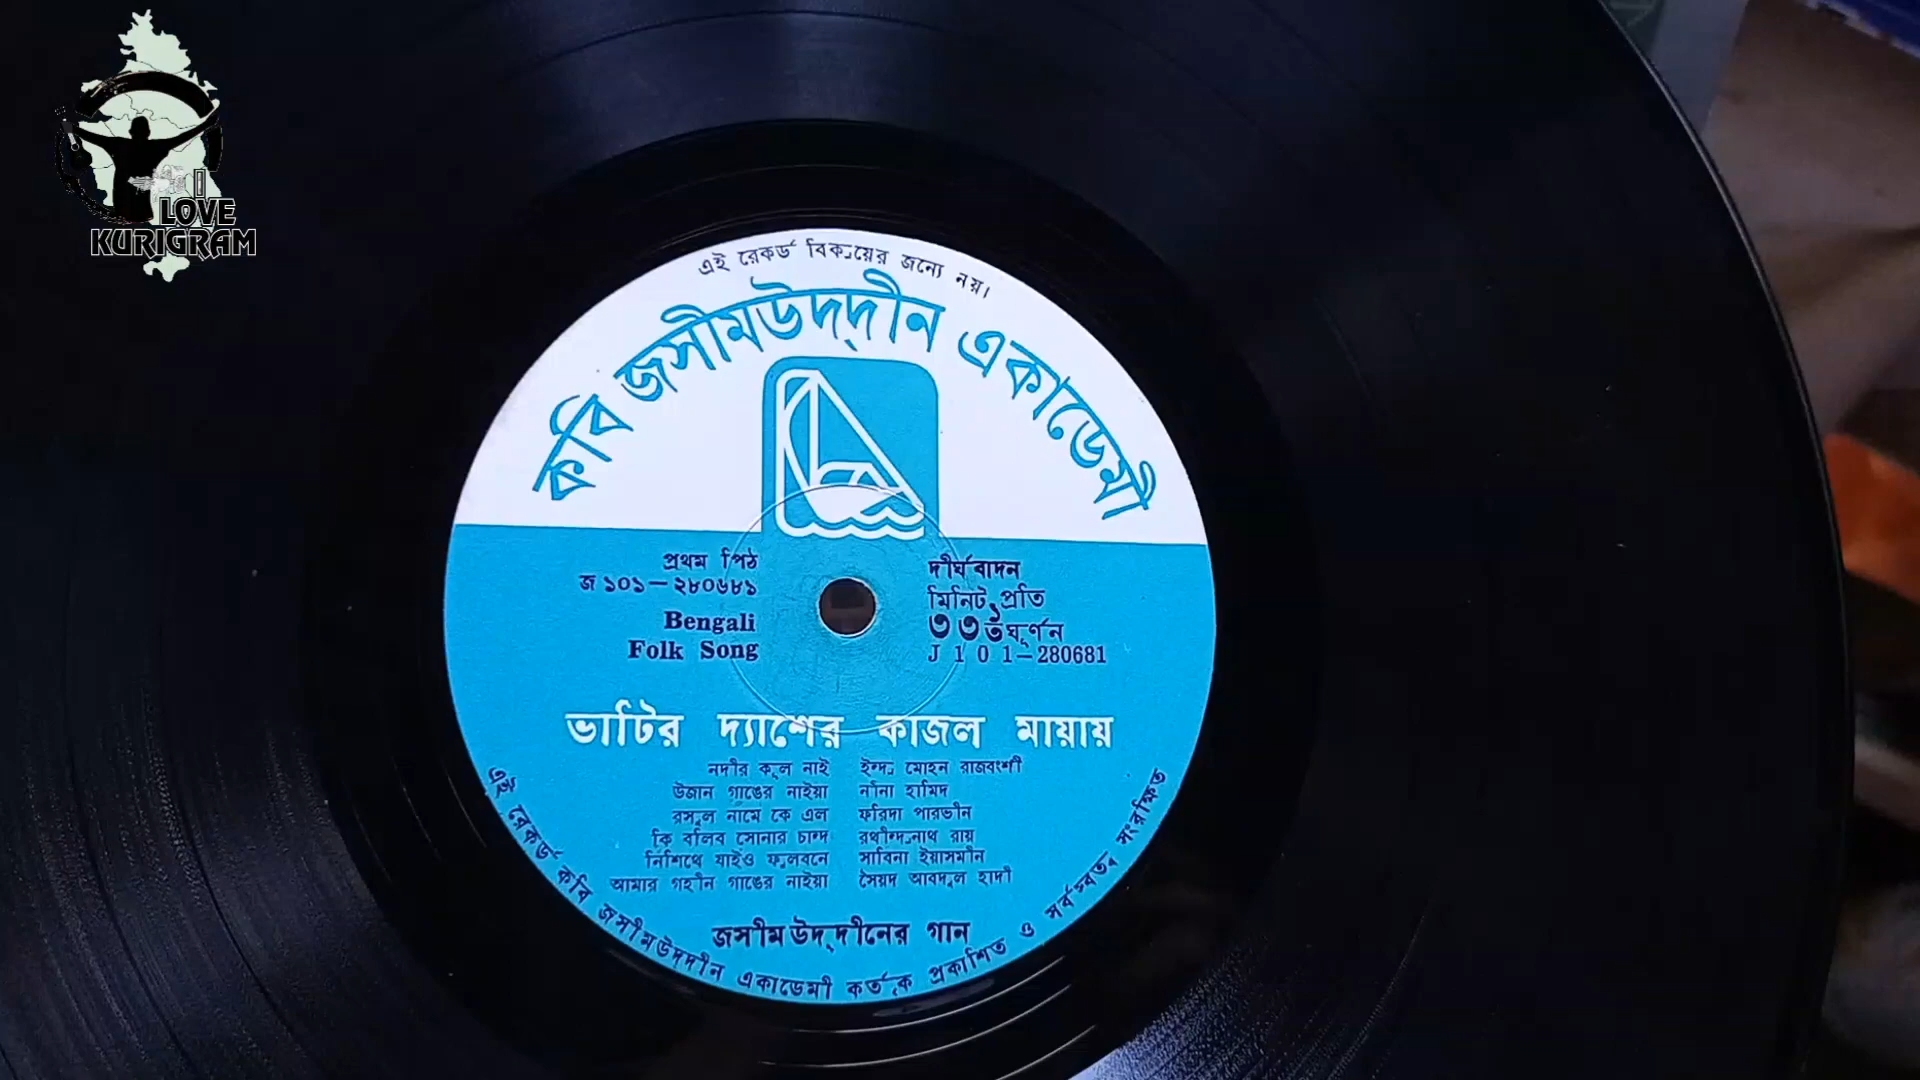 I
LOVE
KURIGRAM
এই রেকর্ড বিক্রয়ের জন্যে নয়।
কবি জসীমউদ্‌দীন একাডেমী
প্রথম পিঠ
জ ১০১—২৮০৬৮১
Bengali
Folk Song
দীর্ঘবাদন
মিনিট প্রতি
৩৩⅓ ঘূর্ণন
J 1 0 1—280681
ভাটির দ্যাশের কাজল মায়ায়
নদীর কূল নাই ইন্দ্র মোহন রাজবংশী
উজান গাঙের নাইয়া নীনা হামিদ
রসূল নামে কে এল ফরিদা পারভীন
কি বলিব সোনার চান্দ রথীন্দ্রনাথ রায়
নিশিথে যাইও ফুলবনে সাবিনা ইয়াসমীন
আমার গহীন গাঙের নাইয়া সৈয়দ আবদুল হাদী
জসীমউদ্‌দীনের গান
এই রেকর্ড কবি জসীমউদ্‌দীন একাডেমী কর্তৃক প্রকাশিত ও সর্বস্বত্ব সংরক্ষিত